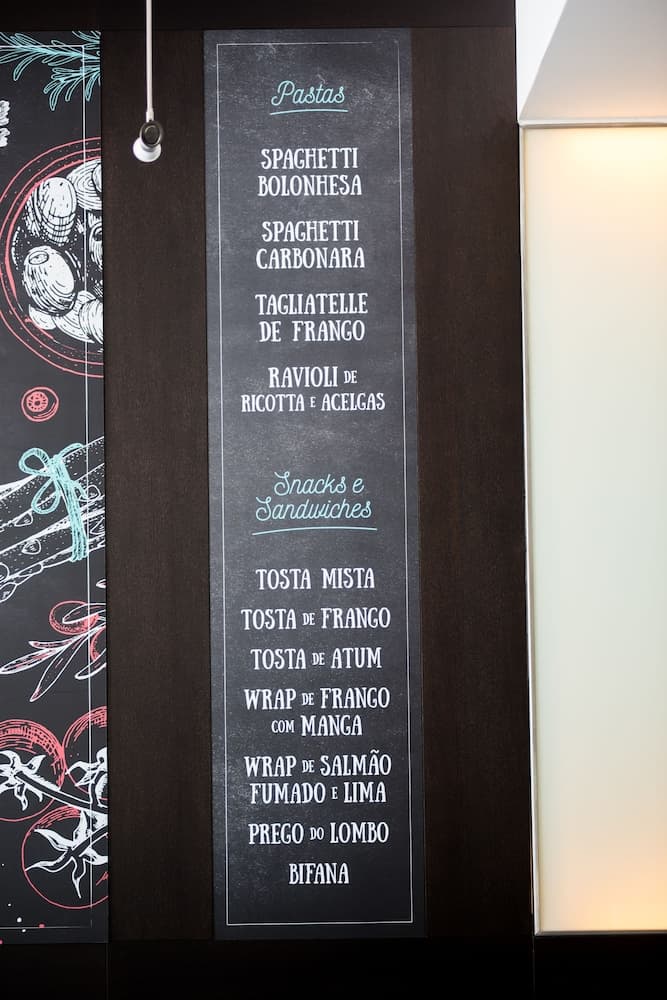 Pastas
SPAGHETTI
BOLONHESA
SPAGHETTI
CARBONARA
TAGLIATELLE
DE FRANGO
RAVIOLI DE
RICOTTA E ACELGAS
Snacks e
Sandwiches
TOSTA MISTA
TOSTA DE FRANGO
TOSTA DE ATUM
WRAP DE FRANGO
COM MANGA
WRAP DE SALMÃO
FUMADO E LIMA
PREGO DO LOMBO
BIFANA